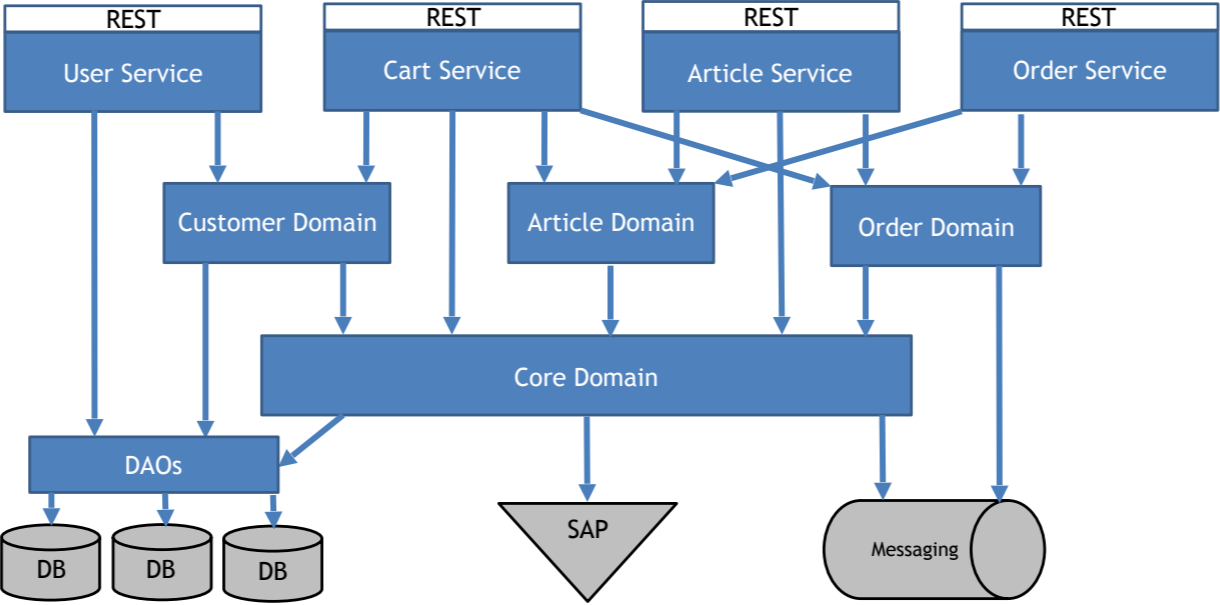 REST
REST
REST
REST
User Service
Cart Service
Article Service
Order Service
Customer Domain
Article Domain
Order Domain
Core Domain
DAOs
SAP
Messaging
DB
DB
DB